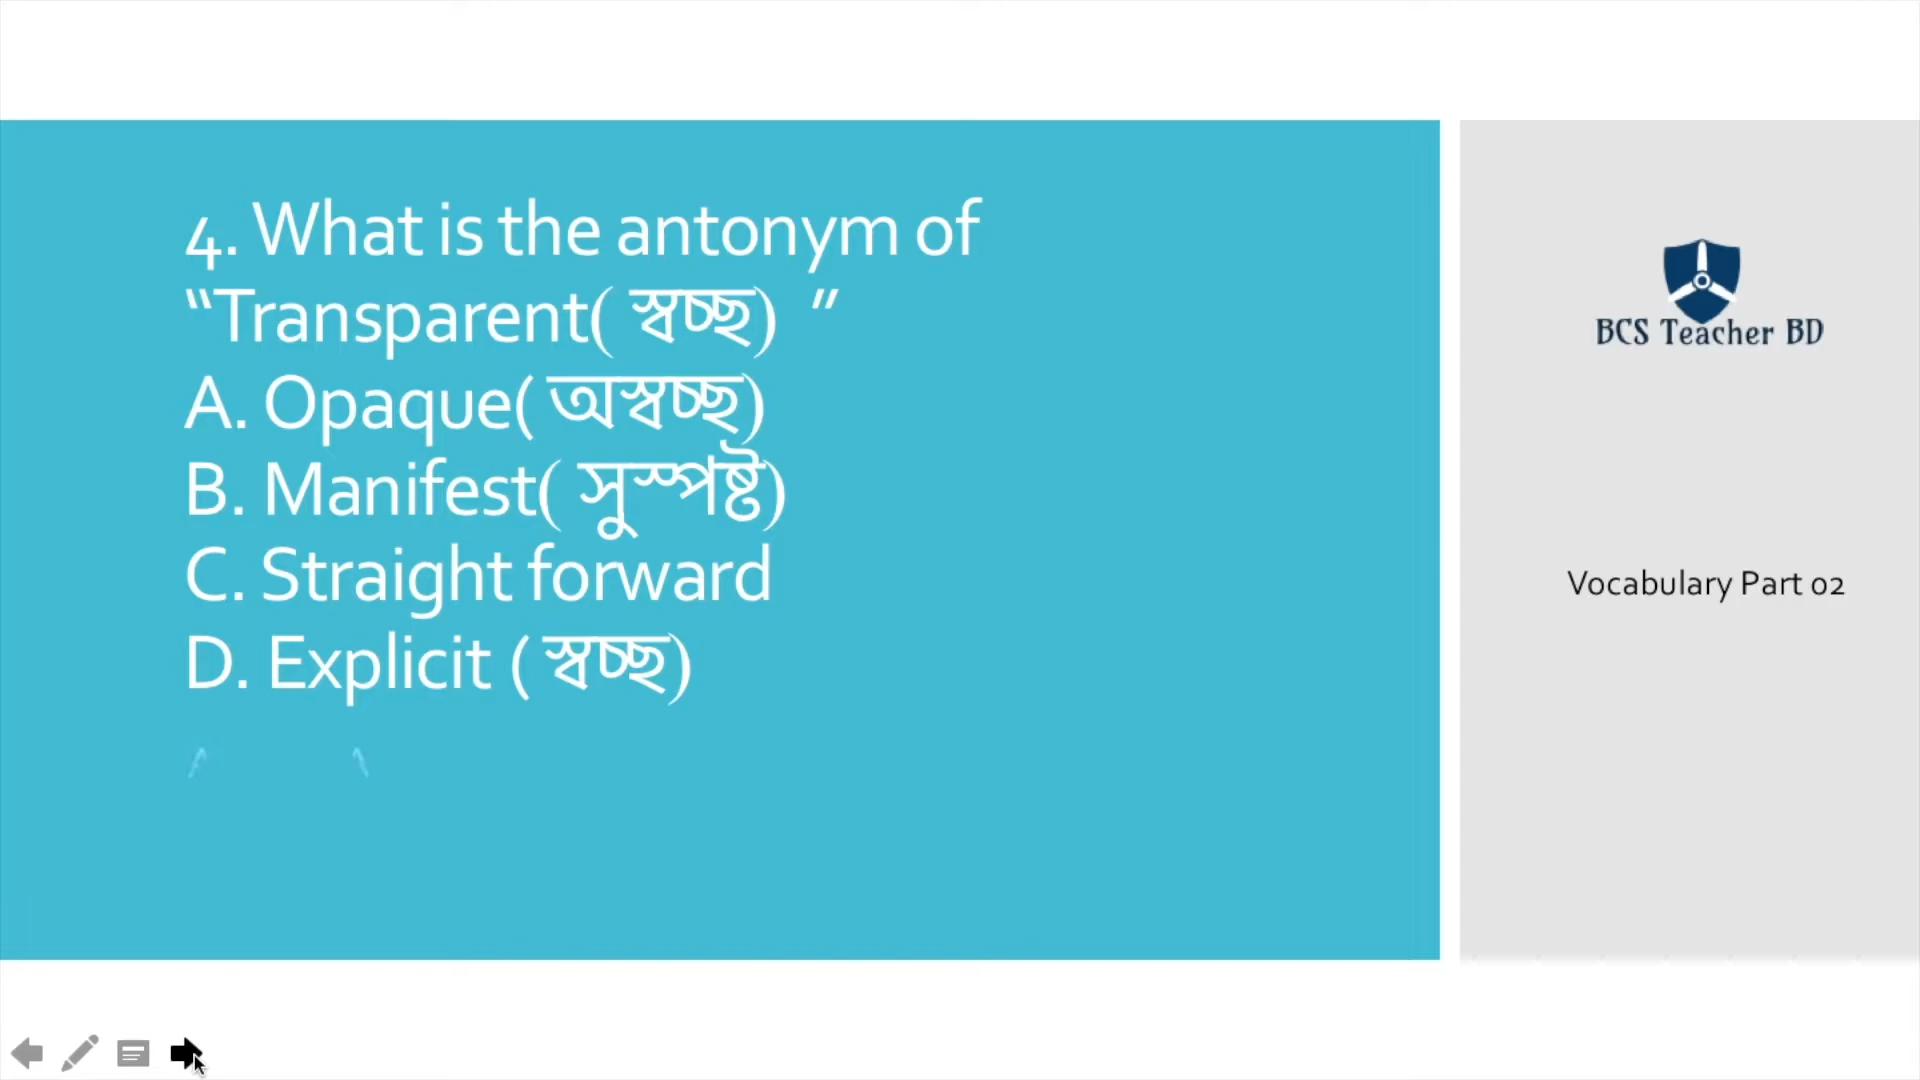 4. What is the antonym of
“Transparent( স্বচ্ছ) ”
A. Opaque( অস্বচ্ছ)
B. Manifest( সুস্পষ্ট)
C. Straight forward
D. Explicit ( স্বচ্ছ)
BCS Teacher BD
Vocabulary Part 02